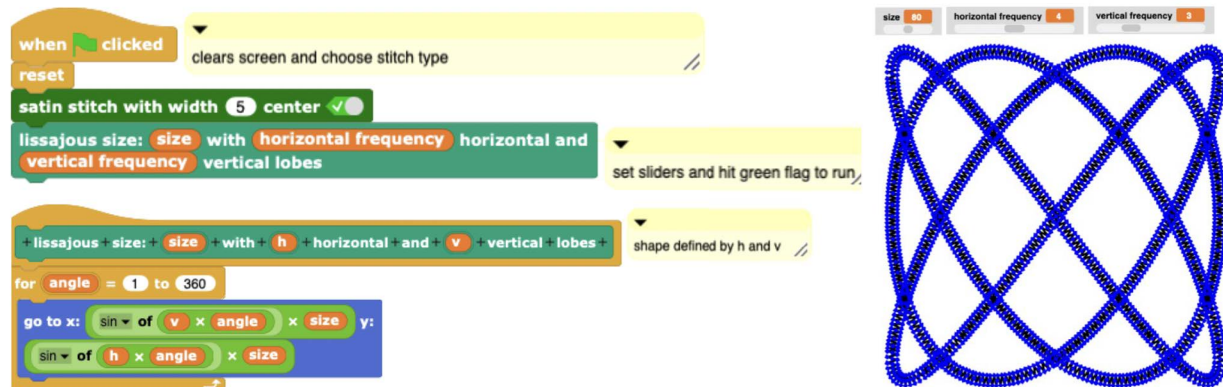 when clicked
clears screen and choose stitch type
reset
satin stitch with width 5 center
lissajous size: size with horizontal frequency horizontal and
vertical frequency vertical lobes
set sliders and hit green flag to run
+lissajous+size:+ size +with+ h +horizontal+and+ v +vertical+lobes+
shape defined by h and v
for angle = 1 to 360
go to x: sin of v × angle × size y:
sin of h × angle × size
size 80
horizontal frequency 4
vertical frequency 3